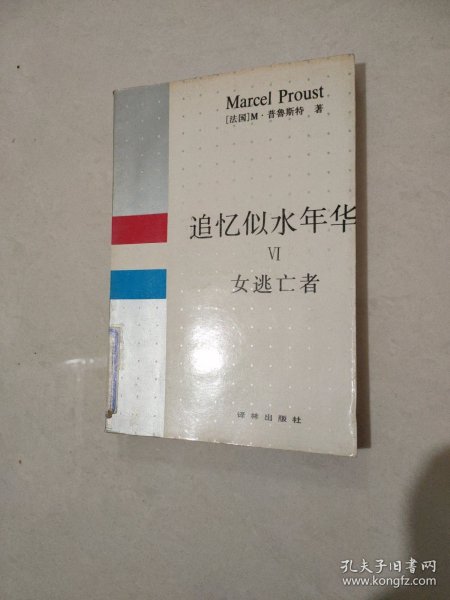 Marcel Proust
[法国]M·普鲁斯特 著
追忆似水年华
VI
女逃亡者
译林出版社
孔夫子旧书网
www.kongfz.com